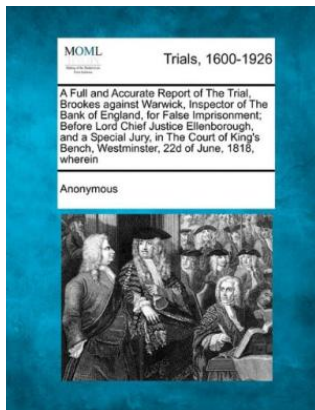 MOML
Trials, 1600-1926
A Full and Accurate Report of The Trial,
Brookes against Warwick, Inspector of The
Bank of England, for False Imprisonment;
Before Lord Chief Justice Ellenborough,
and a Special Jury, in The Court of King's
Bench, Westminster, 22d of June, 1818,
wherein
Anonymous